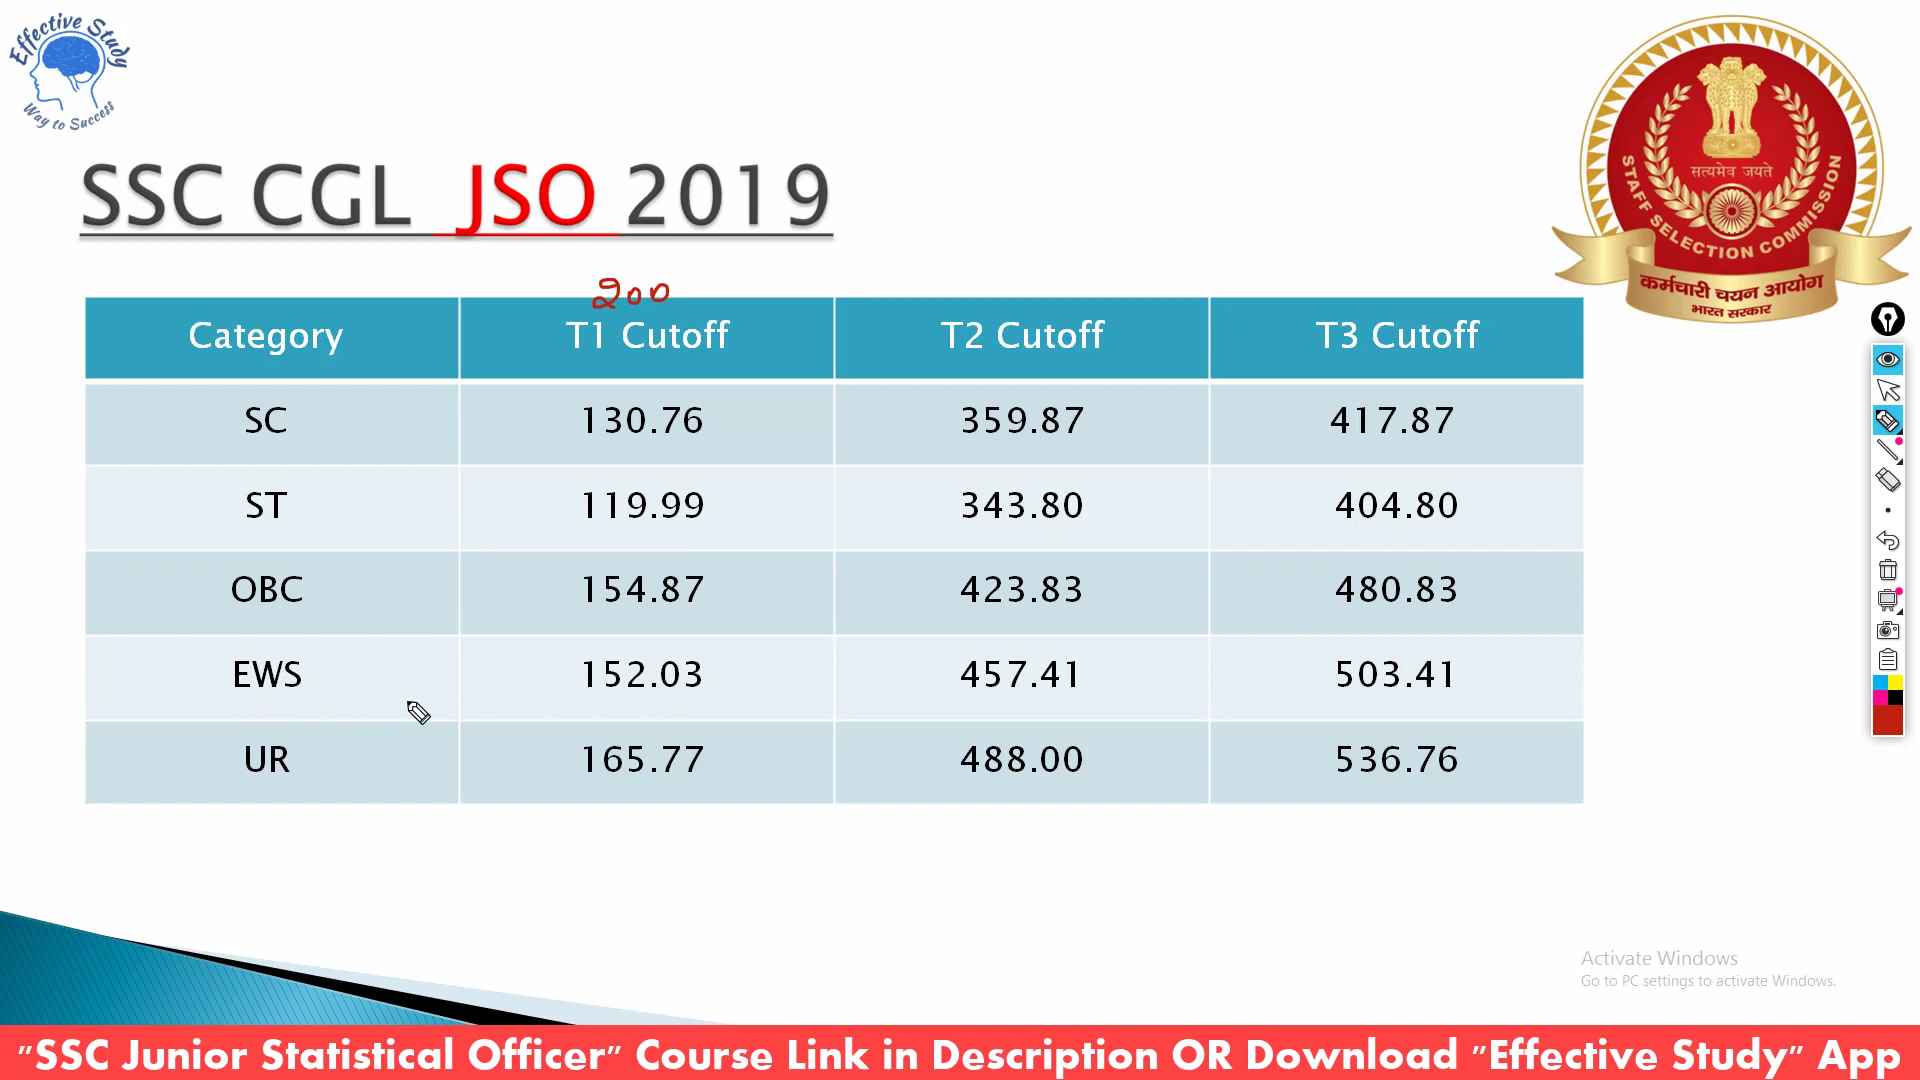 Effective Study
Way to Success
SSC CGL JSO 2019
सत्यमेव जयते
STAFF SELECTION COMMISSION
कर्मचारी चयन आयोग
भारत सरकार
200
Category T1 Cutoff T2 Cutoff T3 Cutoff
SC 130.76 359.87 417.87
ST 119.99 343.80 404.80
OBC 154.87 423.83 480.83
EWS 152.03 457.41 503.41
UR 165.77 488.00 536.76
Activate Windows
Go to PC settings to activate Windows.
"SSC Junior Statistical Officer" Course Link in Description OR Download "Effective Study" App